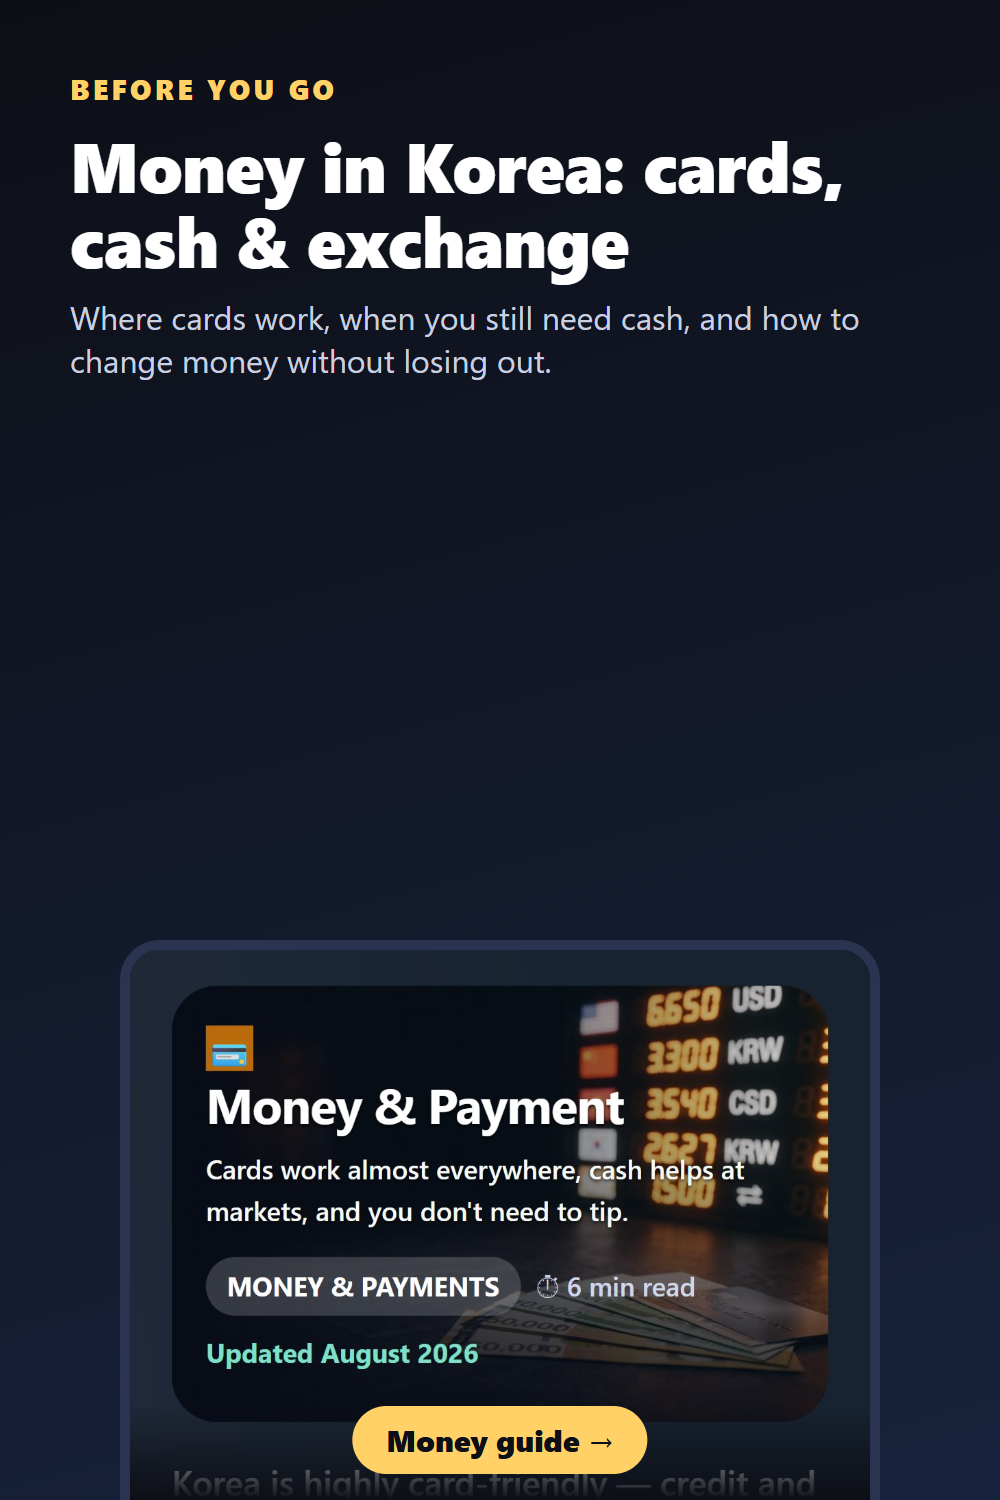 BEFORE YOU GO
Money in Korea: cards,
cash & exchange
Where cards work, when you still need cash, and how to
change money without losing out.
6650 USD
3300 KRW
3540 CSD
2627 KRW
1500 ⇄
Money & Payment
Cards work almost everywhere, cash helps at
markets, and you don't need to tip.
MONEY & PAYMENTS ⏱ 6 min read
Updated August 2026
Money guide →
Korea is highly card-friendly — credit and